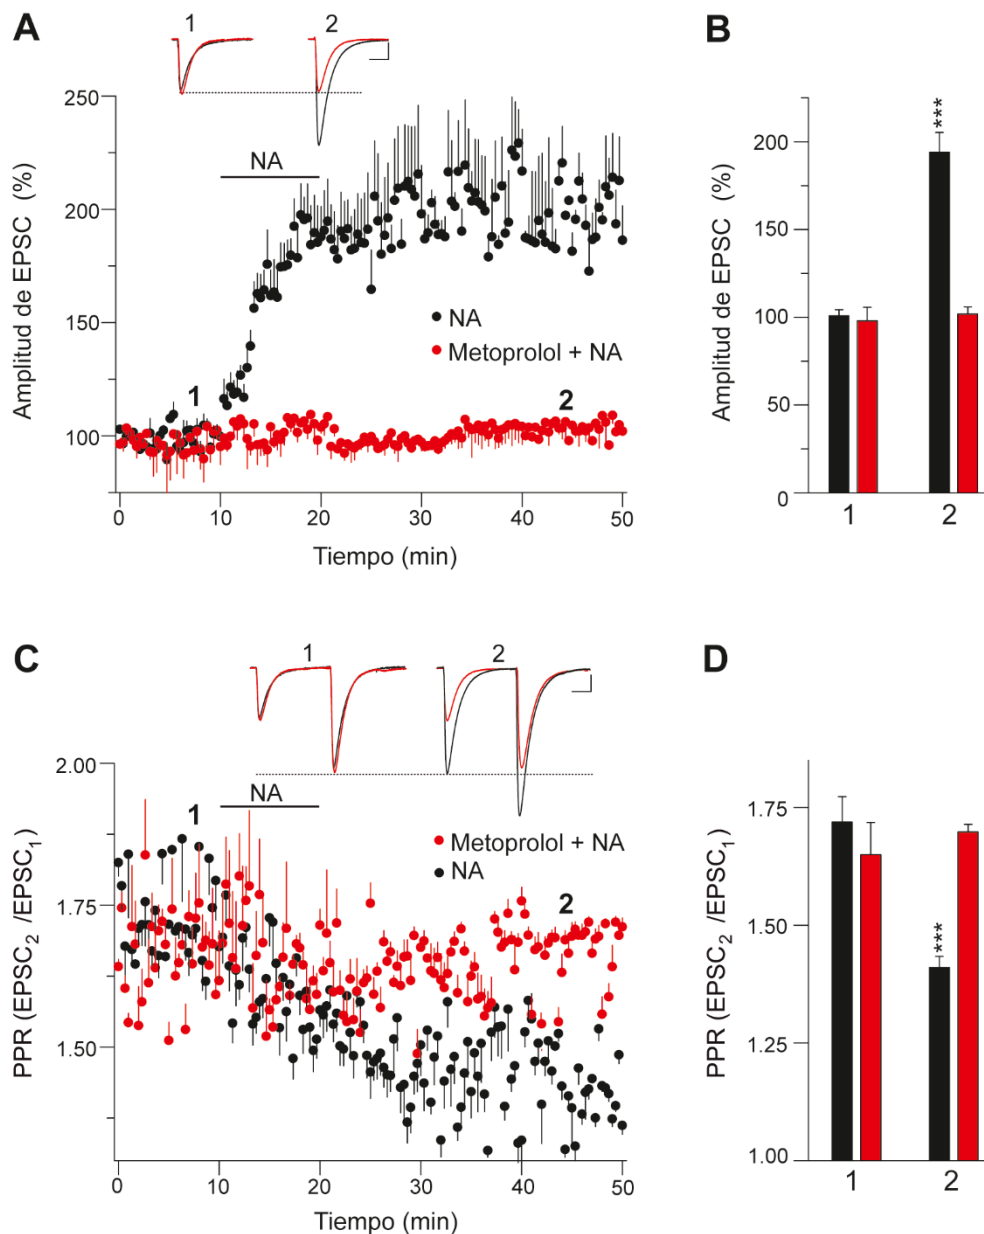 A
1
2
250
200
150
100
Amplitud de EPSC (%)
NA
NA
Metoprolol + NA
1
2
0
10
20
30
40
50
Tiempo (min)
B
200
150
100
50
0
Amplitud de EPSC (%)
***
1
2
C
1
2
2.00
1.75
1.50
PPR (EPSC2 /EPSC1)
NA
1
Metoprolol + NA
NA
2
0
10
20
30
40
50
Tiempo (min)
D
1.75
1.50
1.25
1.00
PPR (EPSC2 /EPSC1)
***
1
2